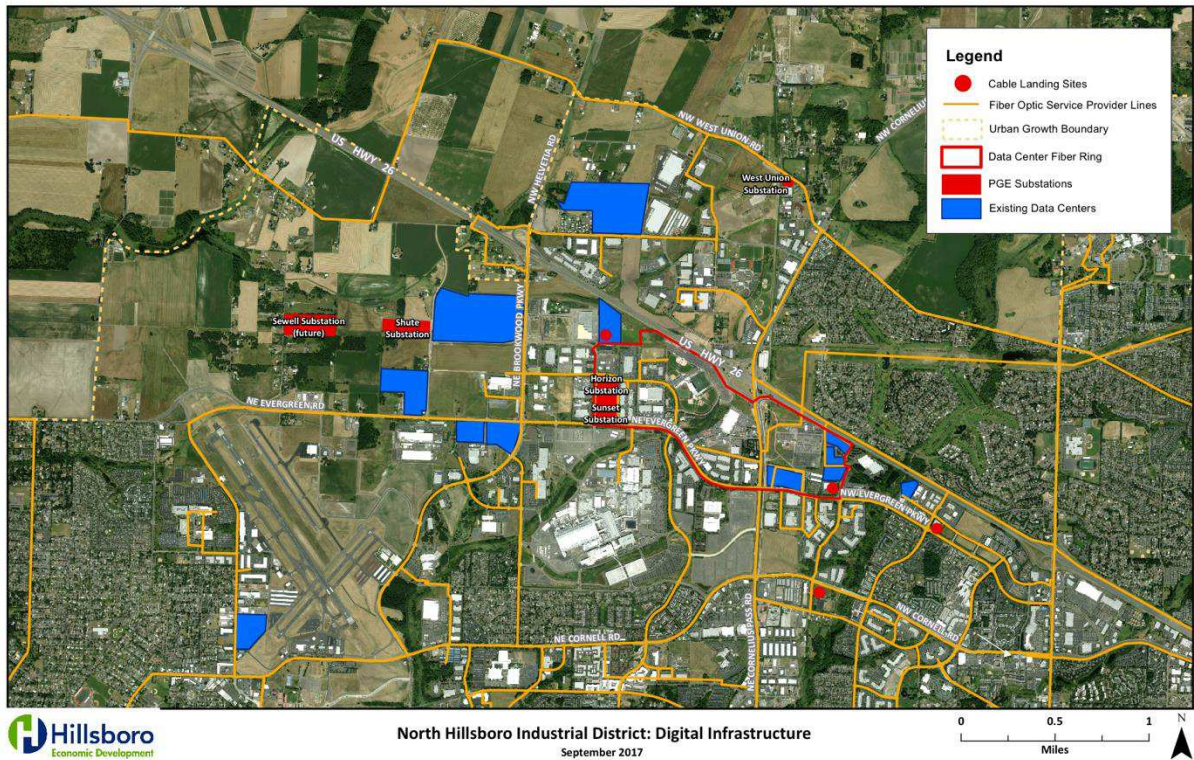 Legend
Cable Landing Sites
Fiber Optic Service Provider Lines
Urban Growth Boundary
Data Center Fiber Ring
PGE Substations
Existing Data Centers
US HWY 26
NW HELVETIA RD
NW WEST UNION RD
NW CORNELIUS
West Union
Substation
Sewell Substation
(future)
Shute
Substation
NE BROOKWOOD PKWY
US HWY 26
Horizon
Substation
Sunset
Substation
NE EVERGREEN RD
NE EVERGREEN PKWY
NW EVERGREEN PKWY
NE CORNELIUS PASS RD
NE CORNELL RD
NW CORNELL RD
Hillsboro
Economic Development
North Hillsboro Industrial District: Digital Infrastructure
September 2017
0 0.5 1
Miles
N